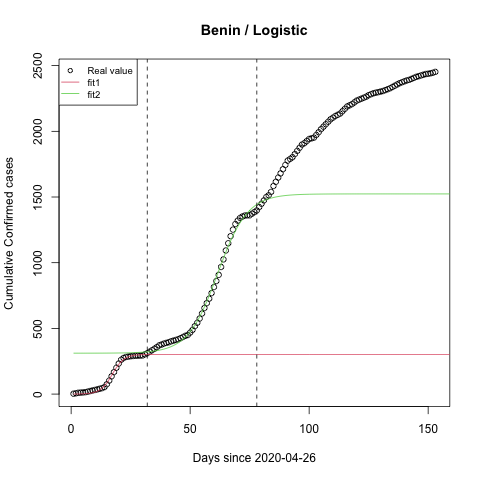 Benin / Logistic
Real value
fit1
fit2
Cumulative Confirmed cases
0
500
1000
1500
2000
2500
0
50
100
150
Days since 2020-04-26